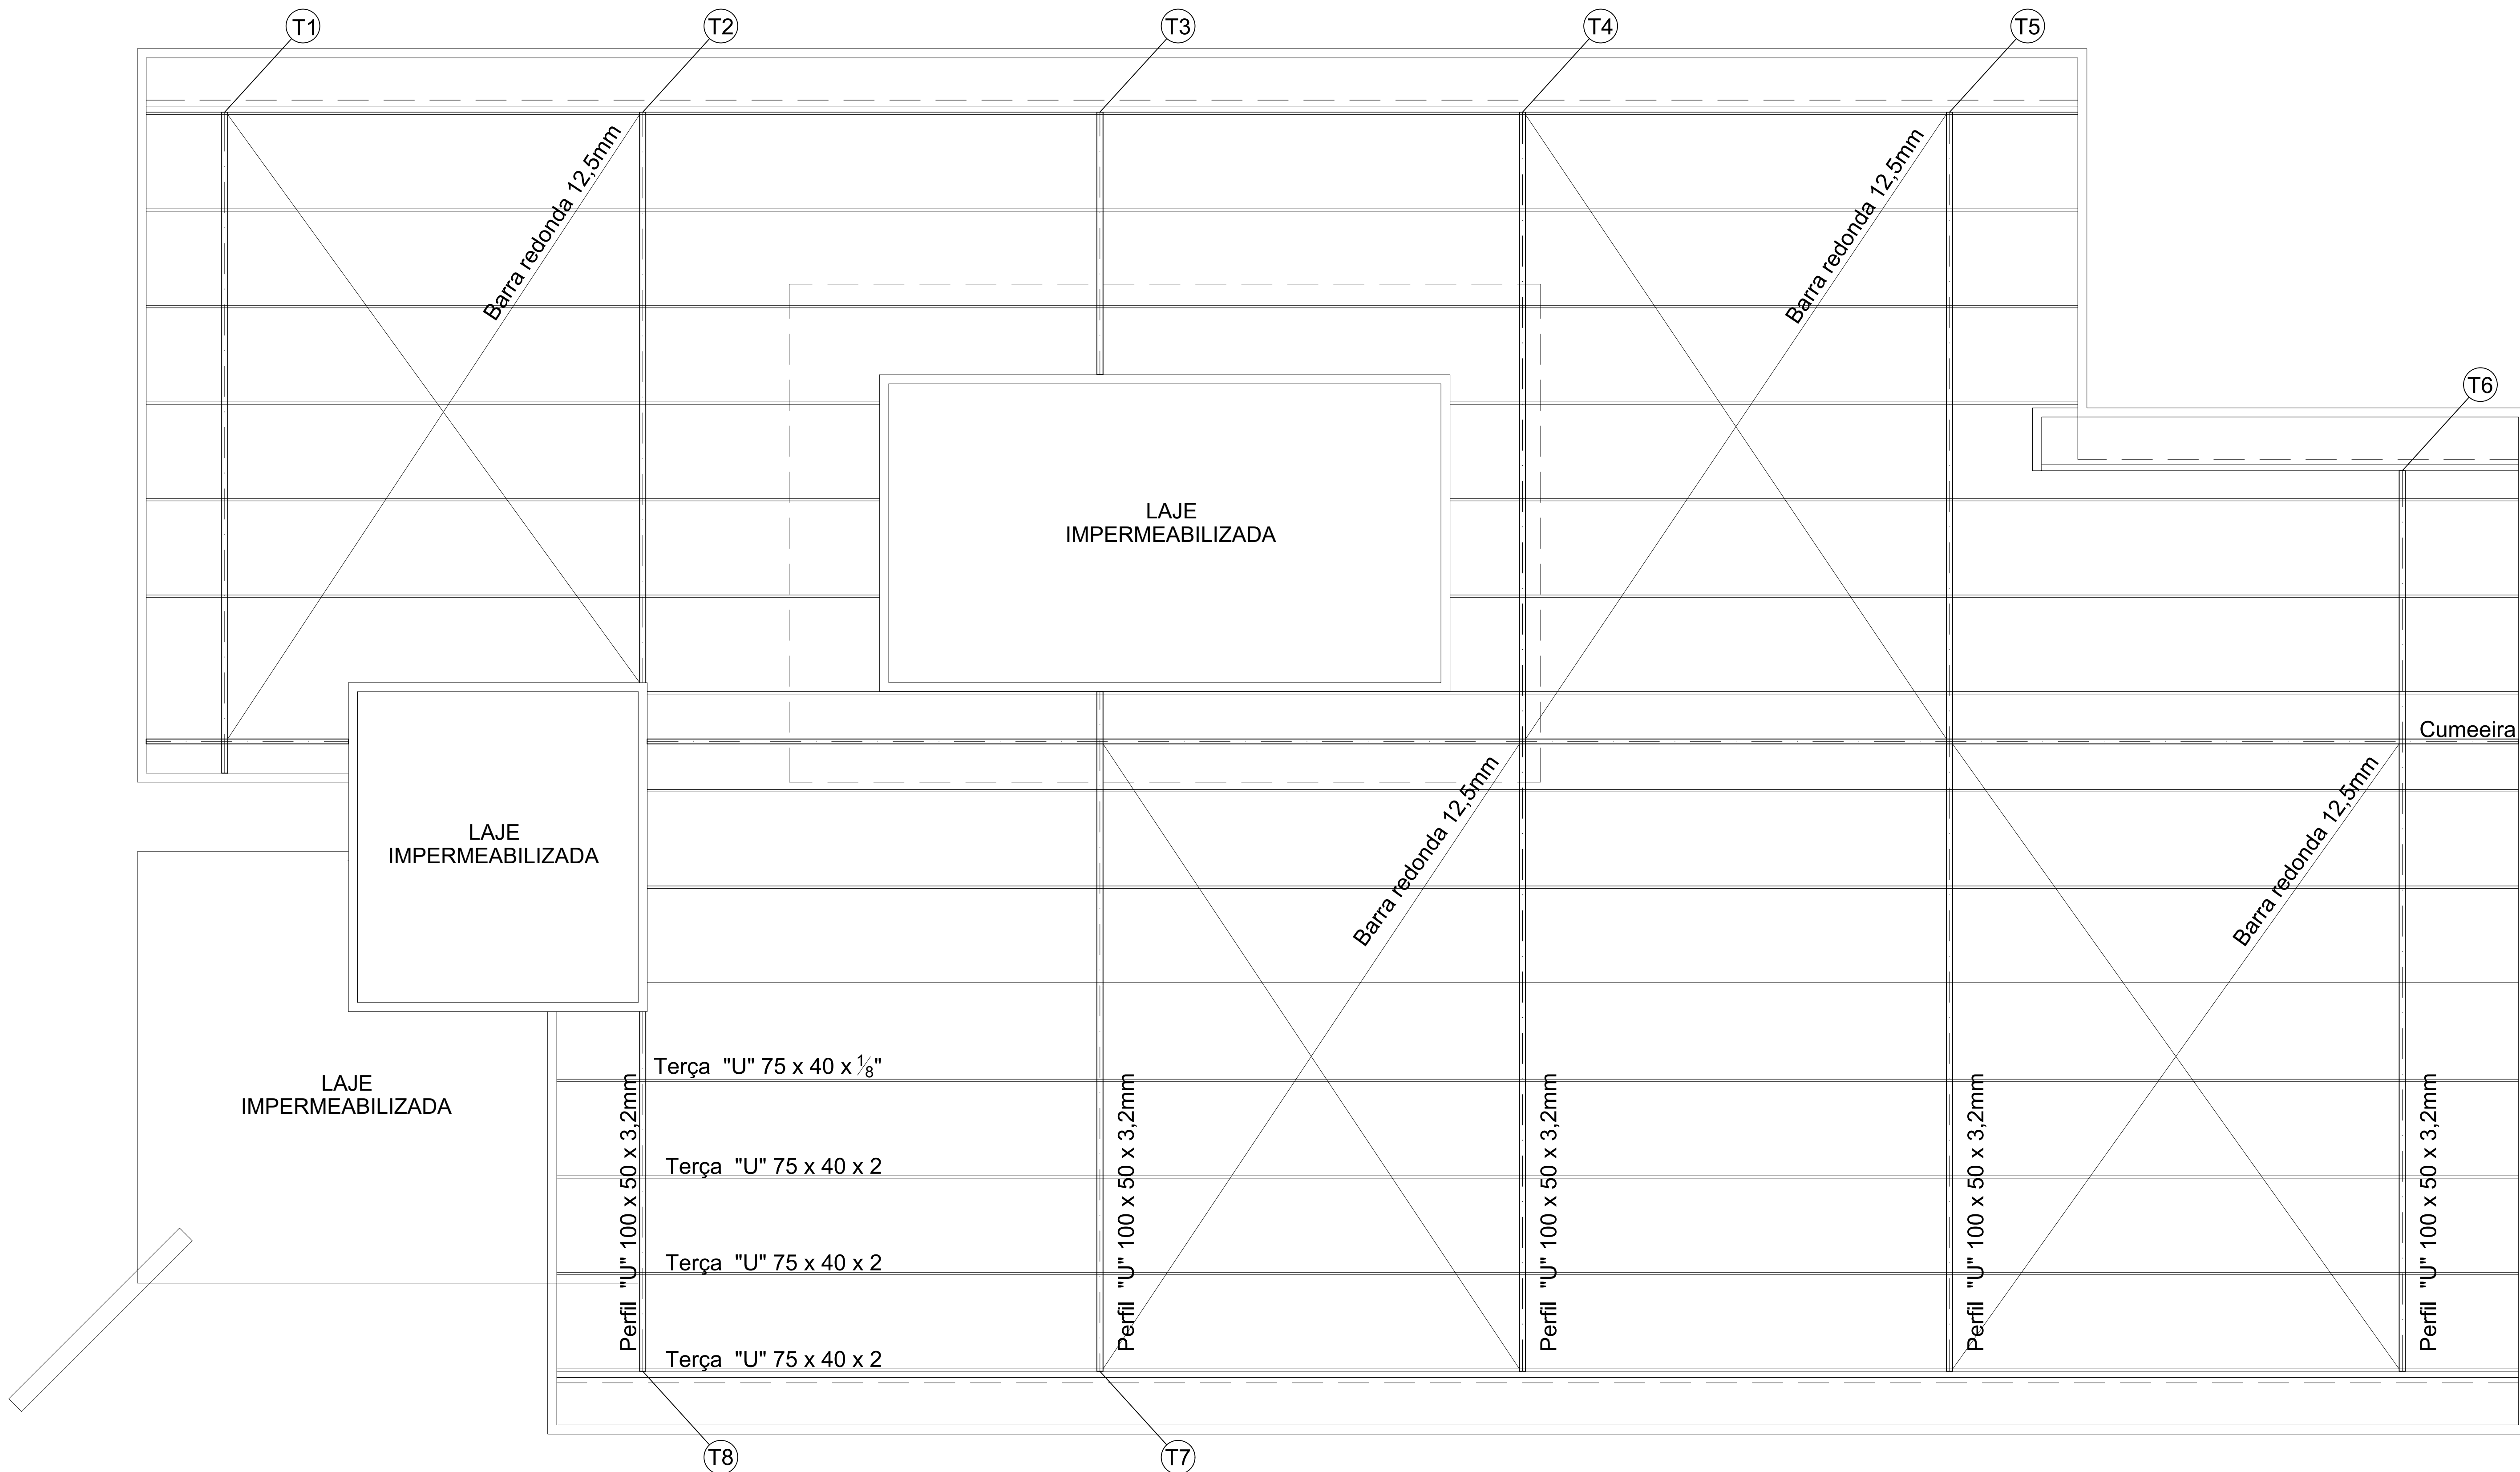 T1
T2
T3
T4
T5
Barra redonda 12,5mm
Barra redonda 12,5mm
T6
LAJE
IMPERMEABILIZADA
Cumeeira
Barra redonda 12,5mm
Barra redonda 12,5mm
LAJE
IMPERMEABILIZADA
LAJE
IMPERMEABILIZADA
Terça "U" 75 x 40 x 1/8"
Terça "U" 75 x 40 x 2
Terça "U" 75 x 40 x 2
Terça "U" 75 x 40 x 2
Perfil "U" 100 x 50 x 3,2mm
Perfil "U" 100 x 50 x 3,2mm
Perfil "U" 100 x 50 x 3,2mm
Perfil "U" 100 x 50 x 3,2mm
Perfil "U" 100 x 50 x 3,2mm
T8
T7